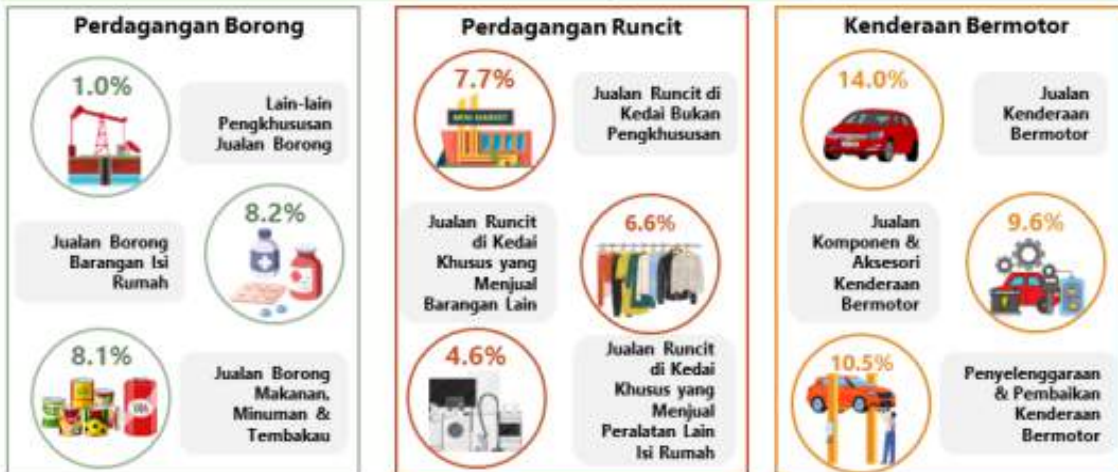 Perdagangan Borong
1.0%
Lain-lain
Pengkhususan
Jualan Borong
8.2%
Jualan Borong
Barangan Isi
Rumah
8.1%
Jualan Borong
Makanan,
Minuman &
Tembakau
Perdagangan Runcit
7.7%
MINI MARKET
Jualan Runcit di
Kedai Bukan
Pengkhususan
6.6%
Jualan Runcit
di Kedai
Khusus yang
Menjual
Barangan Lain
4.6%
Jualan Runcit
di Kedai
Khusus yang
Menjual
Peralatan Lain
Isi Rumah
Kenderaan Bermotor
14.0%
Jualan
Kenderaan
Bermotor
9.6%
Jualan
Komponen &
Aksesori
Kenderaan
Bermotor
10.5%
Penyelenggaraan
& Pembaikan
Kenderaan
Bermotor